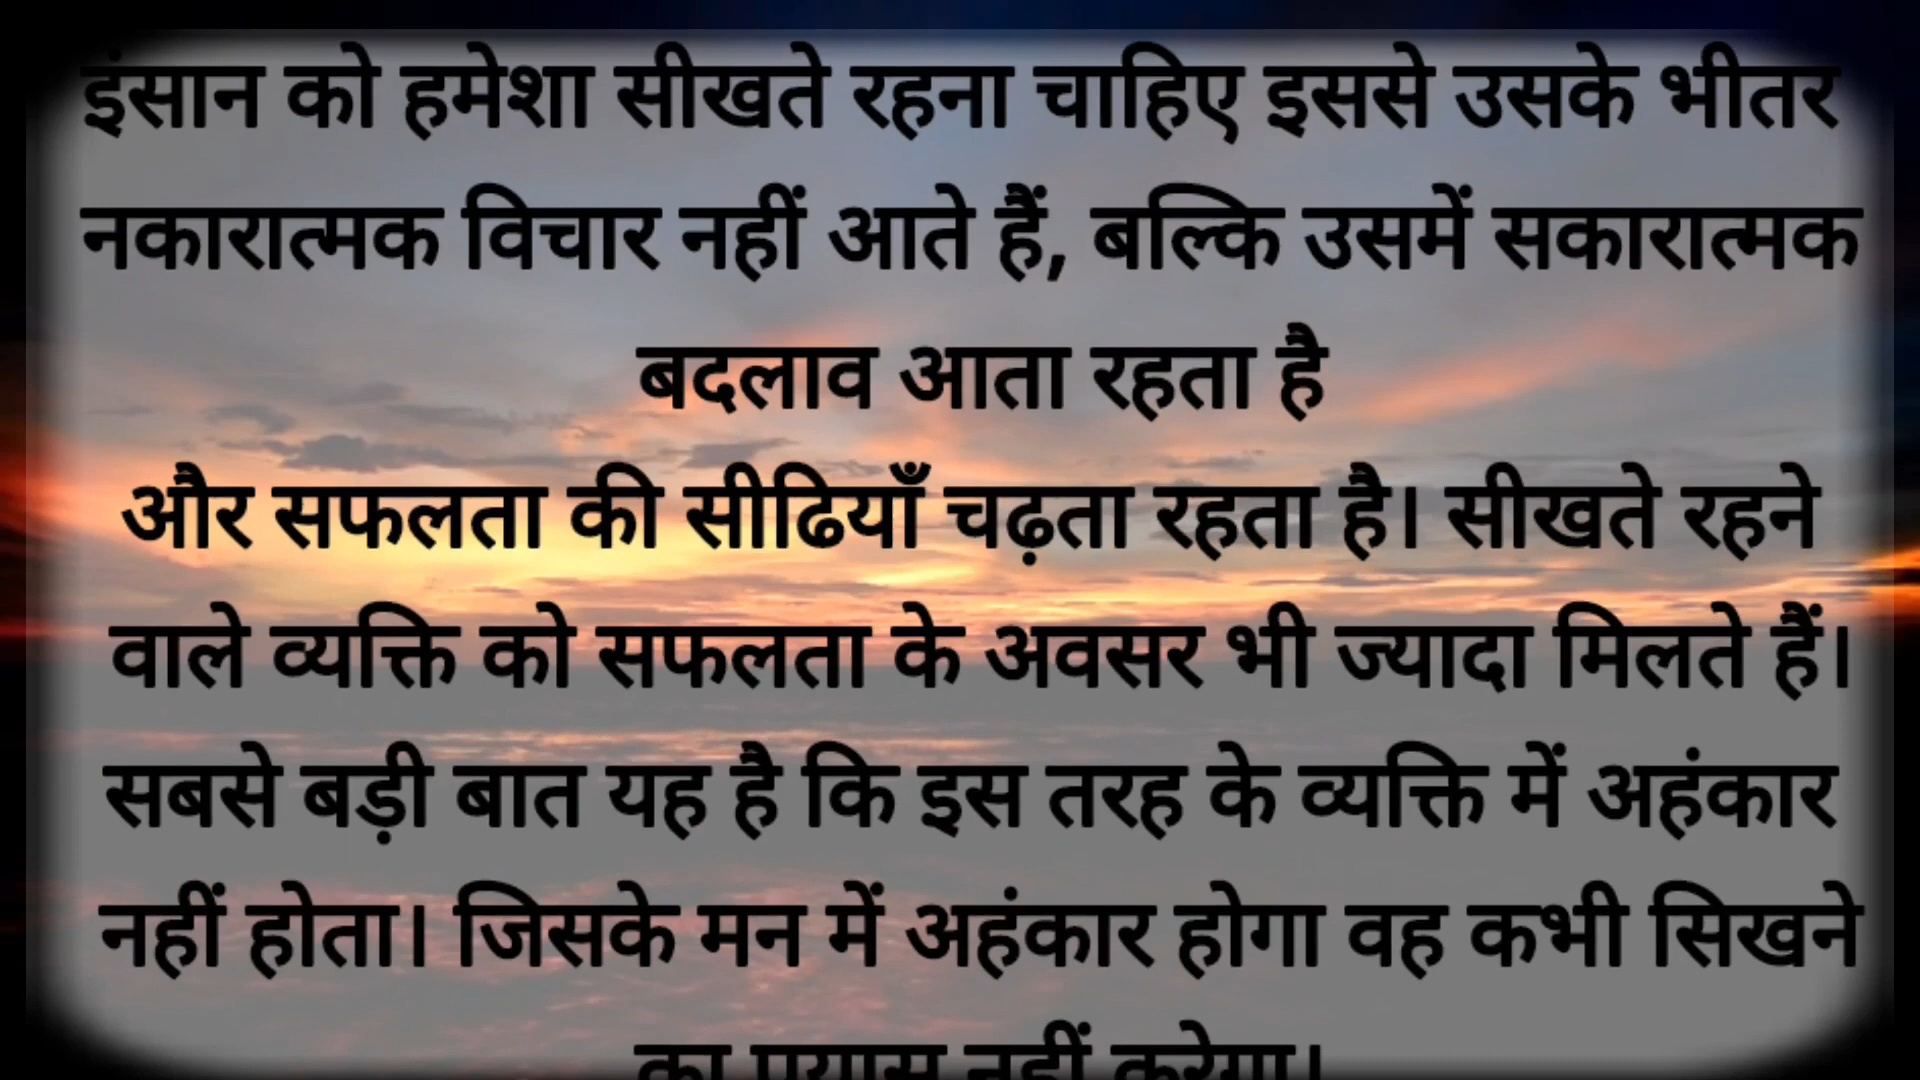 इंसान को हमेशा सीखते रहना चाहिए इससे उसके भीतर
नकारात्मक विचार नहीं आते हैं, बल्कि उसमें सकारात्मक
बदलाव आता रहता है
और सफलता की सीढियाँ चढ़ता रहता है। सीखते रहने
वाले व्यक्ति को सफलता के अवसर भी ज्यादा मिलते हैं।
सबसे बड़ी बात यह है कि इस तरह के व्यक्ति में अहंकार
नहीं होता। जिसके मन में अहंकार होगा वह कभी सिखने
का प्रयास नहीं करेगा।